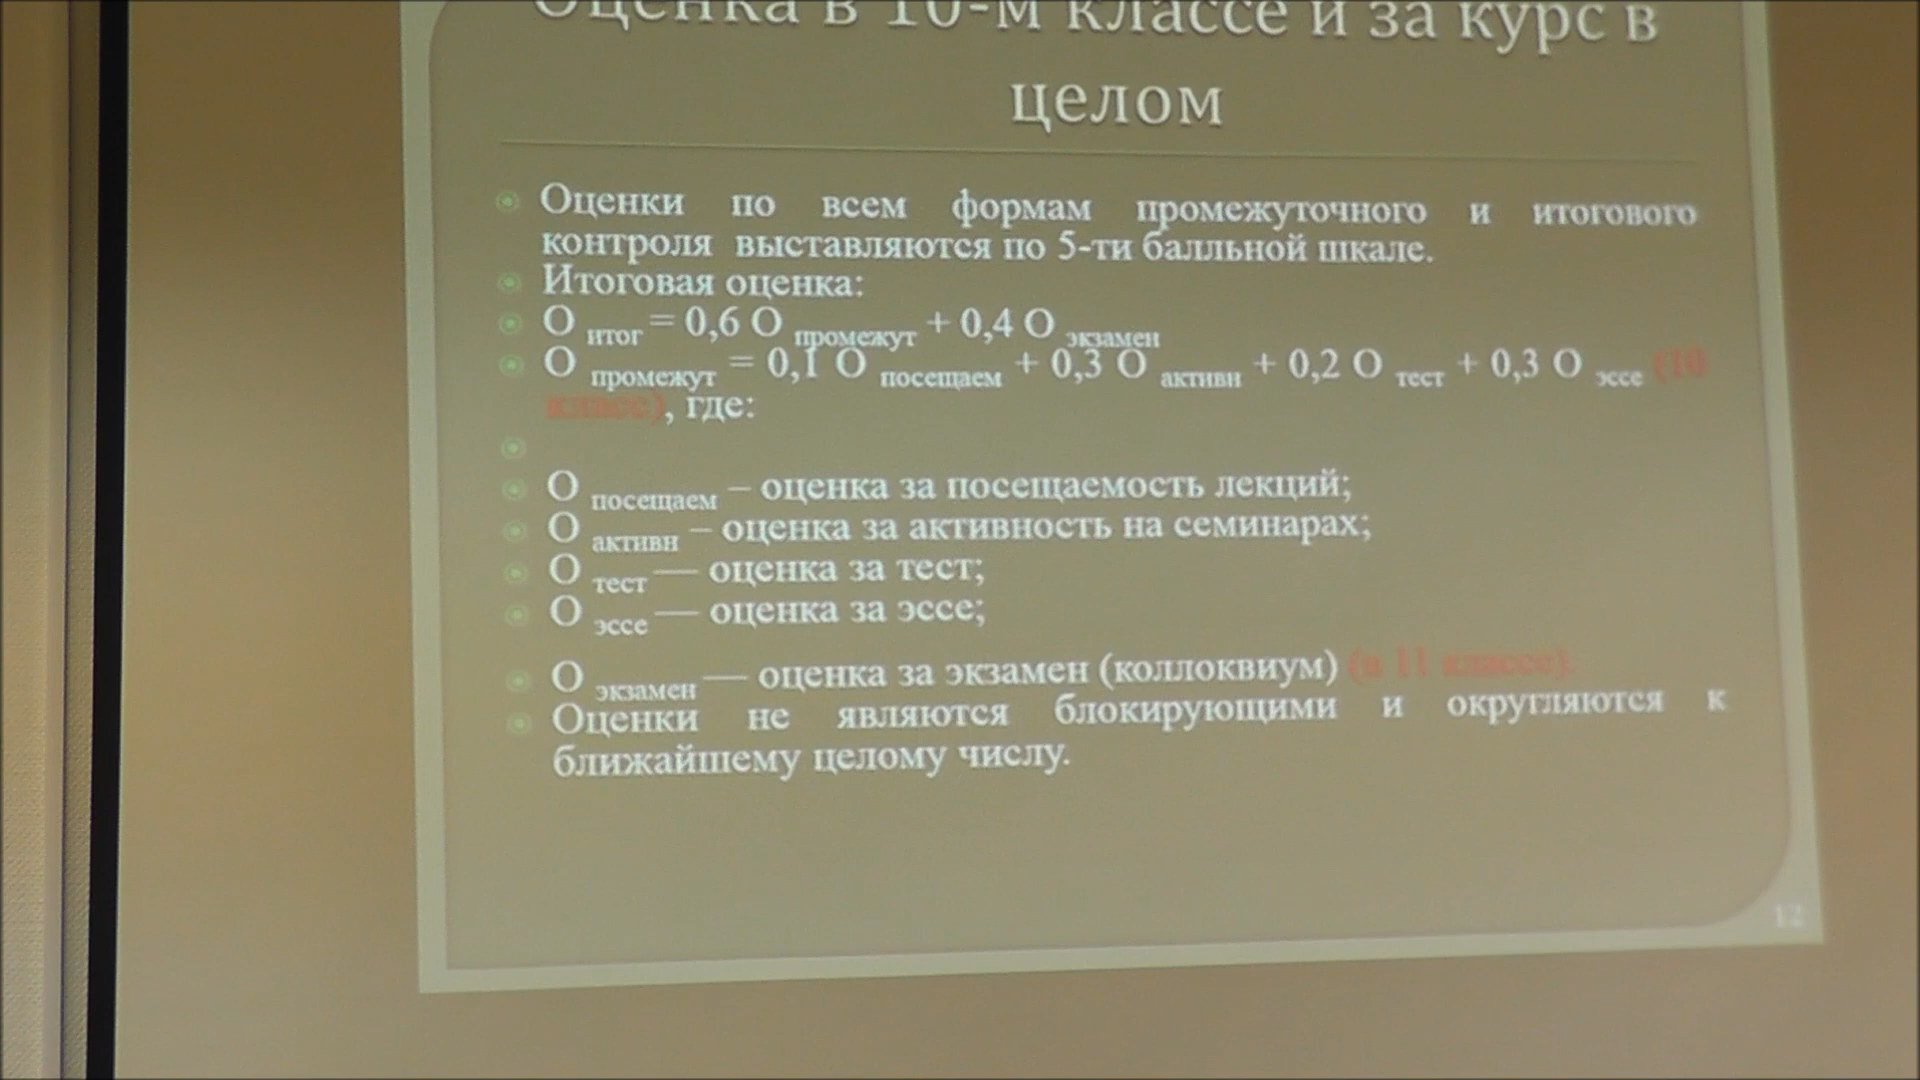 Оценка в 10-м классе и за курс в
целом
Оценки по всем формам промежуточного и итогового
контроля выставляются по 5-ти балльной шкале.
Итоговая оценка:
О итог = 0,6 О промежут + 0,4 О экзамен
О промежут = 0,1 О посещаем + 0,3 О активн + 0,2 О тест + 0,3 О эссе (10
класс), где:
О посещаем – оценка за посещаемость лекций;
О активн – оценка за активность на семинарах;
О тест — оценка за тест;
О эссе — оценка за эссе;
О экзамен — оценка за экзамен (коллоквиум) (в 11 классе).
Оценки не являются блокирующими и округляются к
ближайшему целому числу.
12